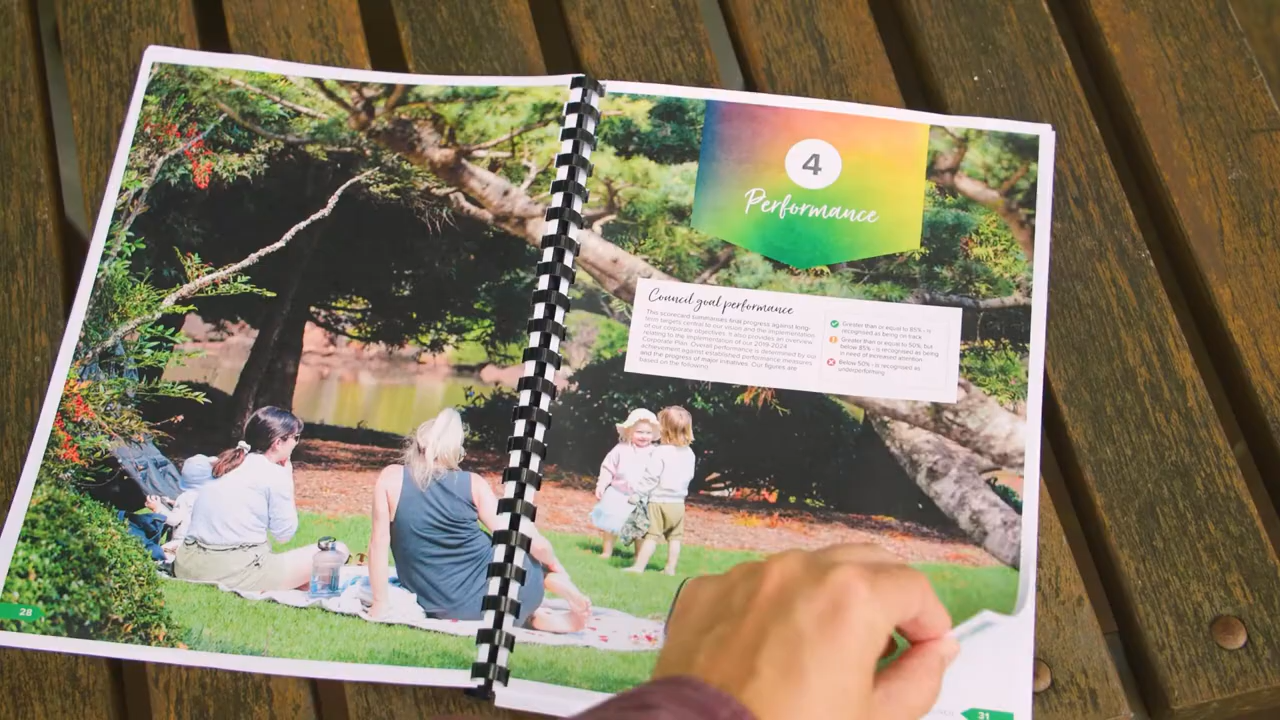 4
Performance
Council goal performance
This scorecard summarises final progress against long-
term targets central to our vision and the implementation
of our corporate objectives. It also provides an overview
relating to the implementation of our 2019-2024
Corporate Plan. Overall performance is determined by our
achievement against established performance measures
and the progress of major initiatives. Our figures are
based on the following:
Greater than or equal to 85% - is
recognised as being on track
Greater than or equal to 50%, but
below 85% - is recognised as being
in need of increased attention
Below 50% - is recognised as
underperforming
28
31